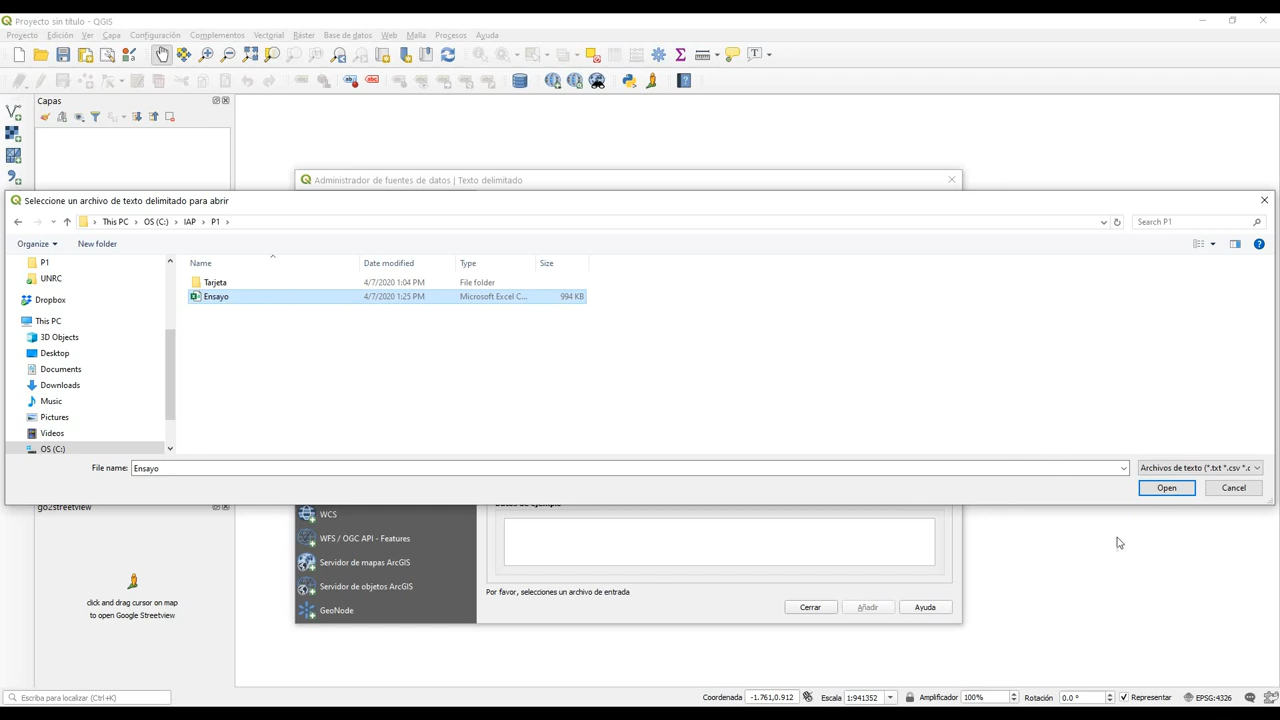 Proyecto sin título - QGIS
Proyecto Edición Ver Capa Configuración Complementos Vectorial Ráster Base de datos Web Malla Procesos Ayuda
Capas
Administrador de fuentes de datos | Texto delimitado
Seleccione un archivo de texto delimitado para abrir
This PC OS (C:) IAP P1
Search P1
Organize New folder
Name Date modified Type Size
P1
UNRC
Dropbox
This PC
3D Objects
Desktop
Documents
Downloads
Music
Pictures
Videos
OS (C:)
Tarjeta 4/7/2020 1:04 PM File folder
Ensayo 4/7/2020 1:25 PM Microsoft Excel C... 994 KB
File name: Ensayo Archivos de texto (*.txt *.csv *.c
Open Cancel
go2streetview
click and drag cursor on map
to open Google Streetview
WCS
WFS / OGC API - Features
Servidor de mapas ArcGIS
Servidor de objetos ArcGIS
GeoNode
Por favor, selecciones un archivo de entrada
Cerrar Añadir Ayuda
Escriba para localizar (Ctrl+K)
Coordenada -1.761,0.912 Escala 1:941352 Amplificador 100% Rotación 0.0 ° Representar EPSG:4326